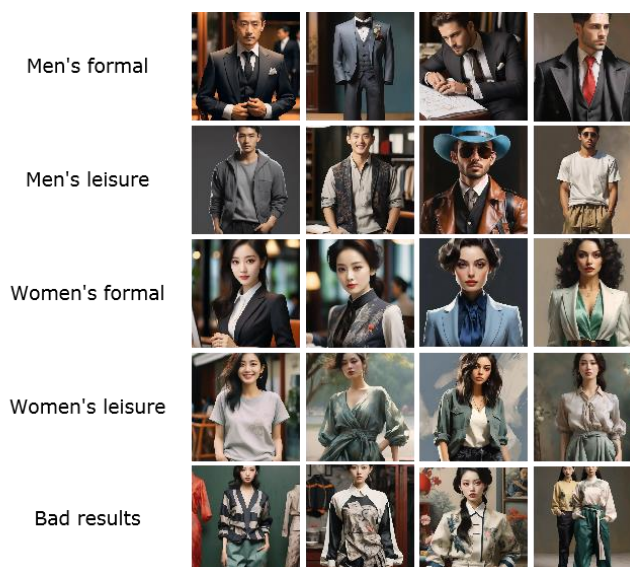 Men's formal
Men's leisure
Women's formal
Women's leisure
Bad results